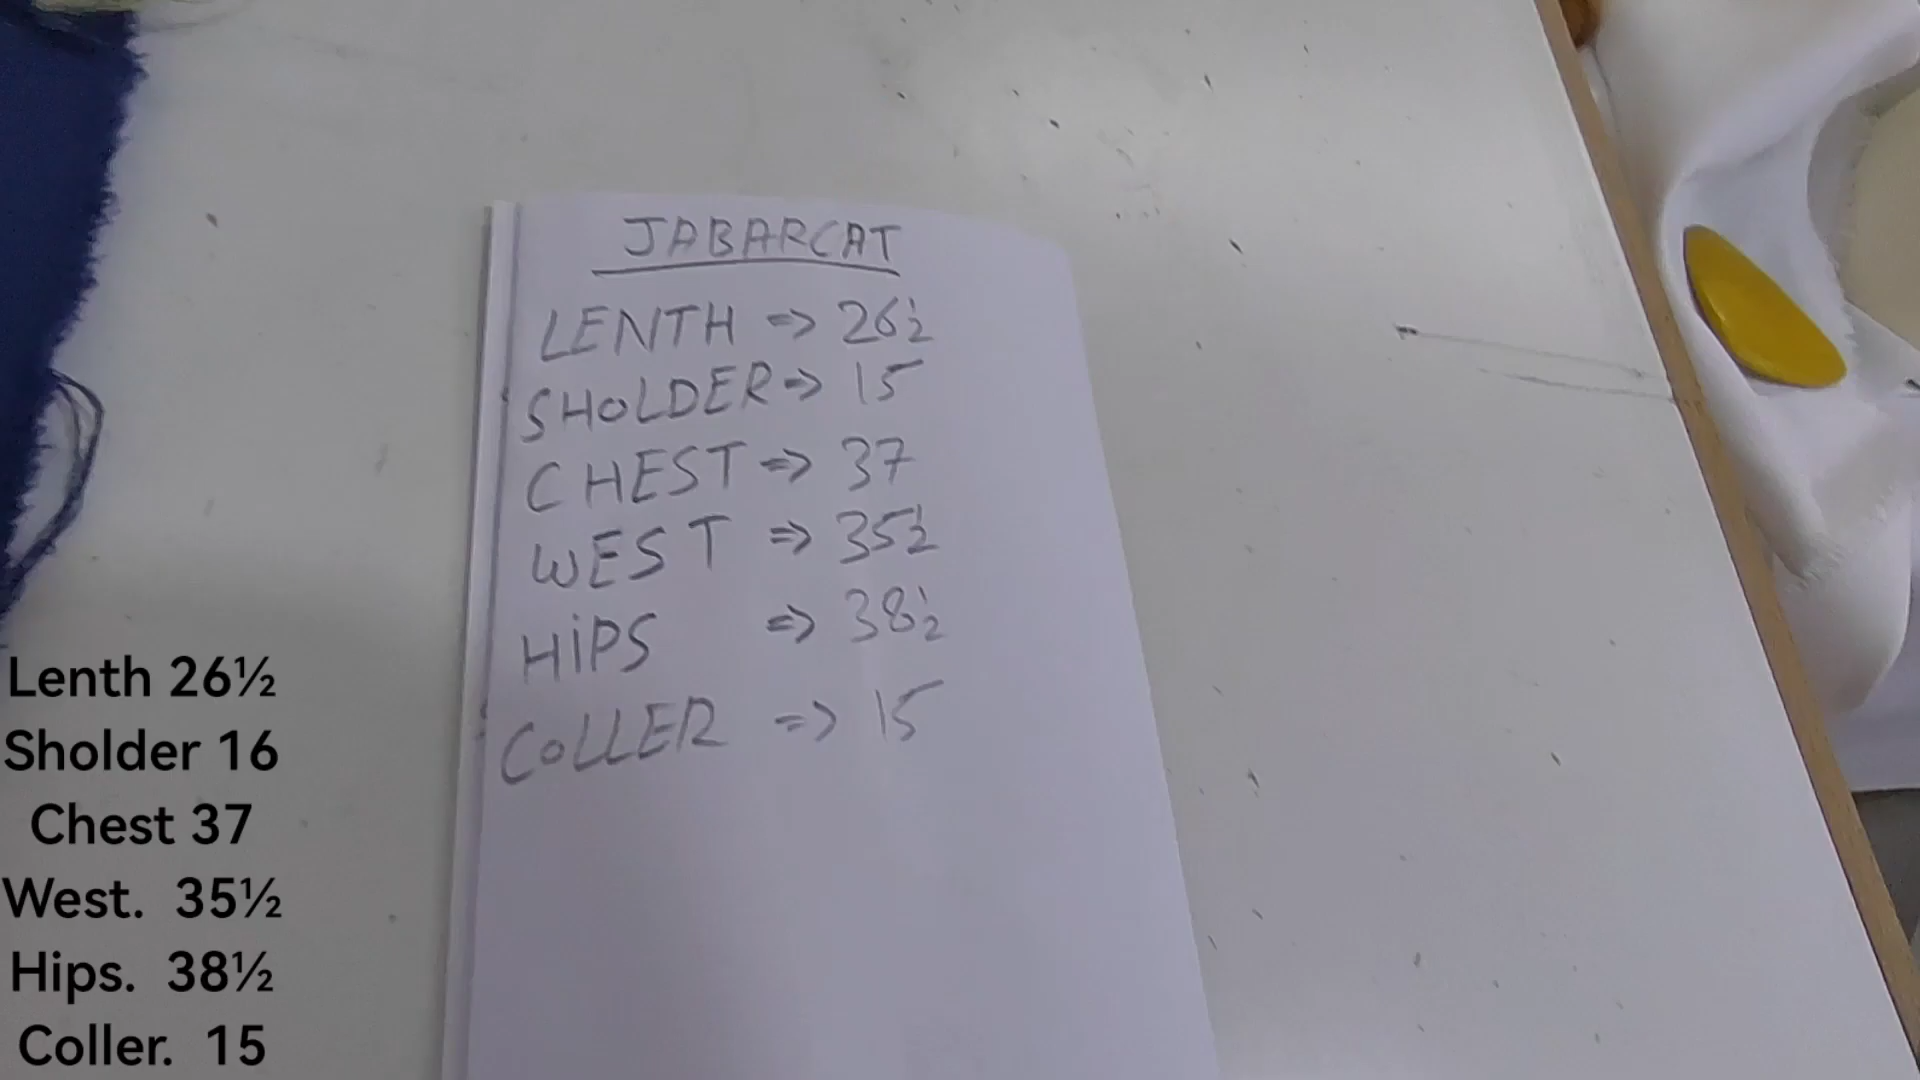 JABARCAT
LENTH => 26½
SHOLDER => 15
CHEST => 37
WEST => 35½
HiPS => 38½
COLLER => 15
Lenth 26½
Sholder 16
Chest 37
West. 35½
Hips. 38½
Coller. 15